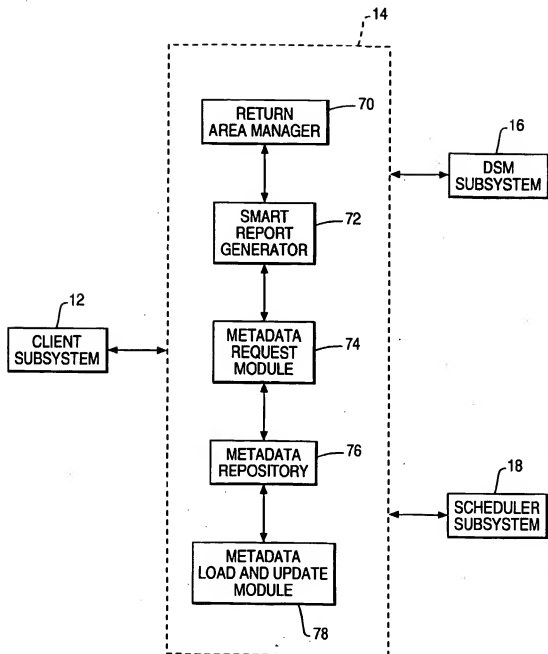 14
RETURN
AREA MANAGER
70
16
DSM
SUBSYSTEM
SMART
REPORT
GENERATOR
72
12
CLIENT
SUBSYSTEM
METADATA
REQUEST
MODULE
74
METADATA
REPOSITORY
76
18
SCHEDULER
SUBSYSTEM
METADATA
LOAD AND UPDATE
MODULE
78